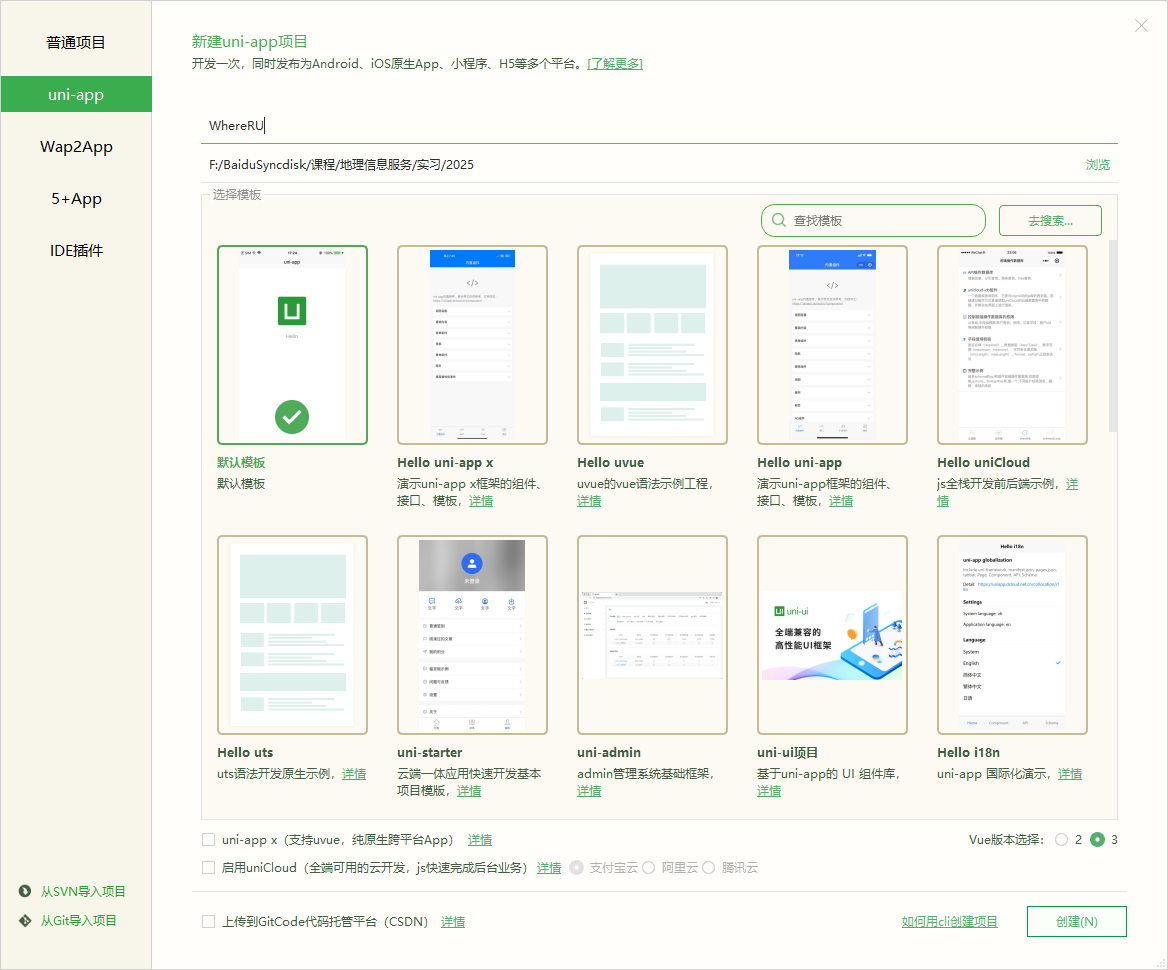 普通项目
uni-app
Wap2App
5+App
IDE插件
从SVN导入项目
从Git导入项目
新建uni-app项目
开发一次，同时发布为Android、iOS原生App、小程序、H5等多个平台。[了解更多]
WhereRU
F:/BaiduSyncdisk/课程/地理信息服务/实习/2025
浏览
选择模板
查找模板
去搜索...
uni-app
默认模板
默认模板
Hello uni-app x
演示uni-app x框架的组件、
接口、模板，详情
Hello uvue
uvue的vue语法示例工程，
详情
Hello uni-app
演示uni-app框架的组件、
接口、模板，详情
Hello uniCloud
js全栈开发前后端示例，详
情
Hello uts
uts语法开发原生示例，详情
uni-starter
云端一体应用快速开发基本
项目模版，详情
uni-admin
admin管理系统基础框架，
详情
uni-ui
全端兼容的
高性能UI框架
uni-ui项目
基于uni-app的 UI 组件库，
详情
Hello i18n
uni-app globalization
Settings
System language: zh
Application language: en
Language
System
English
简体中文
繁体中文
日语
Hello i18n
uni-app 国际化演示，详情
uni-app x（支持uvue，纯原生跨平台App） 详情
Vue版本选择： 2 3
启用uniCloud（全端可用的云开发，js快速完成后台业务） 详情 支付宝云 阿里云 腾讯云
上传到GitCode代码托管平台（CSDN） 详情
如何用cli创建项目
创建(N)